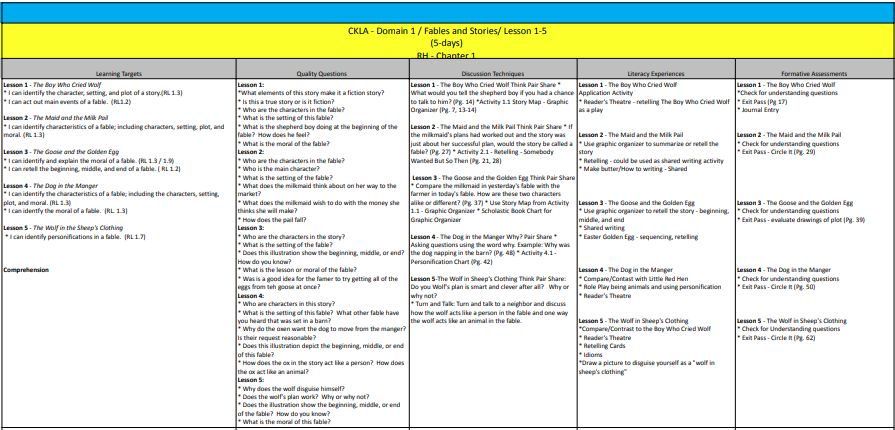 CKLA - Domain 1 / Fables and Stories/ Lesson 1-5
(5-days)
RH - Chapter 1
Learning Targets
Lesson 1 - The Boy Who Cried Wolf
* I can identify the character, setting, and plot of a story.(RL 1.3)
* I can act out main events of a fable. (RL1.2)
Lesson 2 - The Maid and the Milk Pail
* I can identify characteristics of a fable; including characters, setting, plot, and
moral. (RL 1.3)
Lesson 3 - The Goose and the Golden Egg
* I can identify and explain the moral of a fable. (RL 1.3 / 1.9)
* I can retell the beginning, middle, and end of a fable. ( RL 1.2)
Lesson 4 - The Dog in the Manger
* I can identify the characteristics of a fable; including the characters, setting,
plot, and moral. (RL 1.3)
* I can identify the moral of a fable. (RL. 1.3)
Lesson 5 - The Wolf in the Sheep's Clothing
* I can identify personifications in a fable. (RL 1.7)
Comprehension
Quality Questions
Lesson 1:
*What elements of this story make it a fiction story?
* Is this a true story or is it fiction?
* Who are the characters in the fable?
* What is the setting of this fable?
* What is the shepherd boy doing at the beginning of the
fable? How does he feel?
* What is the moral of the fable?
Lesson 2:
* Who are the characters in the fable?
* Who is the main character?
* What is the setting of the fable?
* What does the milkmaid think about on her way to the
market?
* What does the milkmaid wish to do with the money she
thinks she will make?
* How does the pail fall?
Lesson 3:
* Who are the characters in the story?
* What is the setting of the fable?
* Does this illustration show the beginning, middle, or end?
How do you know?
* What is the lesson or moral of the fable?
* Was is a good idea for the famer to try getting all of the
eggs from teh goose at once?
Lesson 4:
* Who are characters in this story?
* What is the setting of this fable? What other fable have
you heard that was set in a barn?
* Why do the oxen want the dog to move from the manger?
Is their request reasonable?
* Does this illustration depict the beginning, middle, or end
of this fable?
* How does the ox in the story act like a person? How does
the ox act like an animal?
Lesson 5:
* Why does the wolf disguise himself?
* Does the wolf's plan work? Why or why not?
* Does the illustration show the beginning, middle, or end
of the fable? How do you know?
* What is the moral of this fable?
Discussion Techniques
Lesson 1 - The Boy Who Cried Wolf Think Pair Share *
What would you tell the shepherd boy if you had a chance
to talk to him? (Pg. 14) *Activity 1.1 Story Map - Graphic
Organizer (Pg. 7, 13-14)
Lesson 2 - The Maid and the Milk Pail Think Pair Share * If
the milkmaid's plans had worked out and the story was
just about her successful plan, would the story be called a
fable? (Pg. 27) * Activity 2.1 - Retelling - Somebody
Wanted But So Then (Pg. 21, 28)
Lesson 3 - The Goose and the Golden Egg Think Pair Share
* Compare the milkmaid in yesterday's fable with the
farmer in today's fable. How are these two characters
alike or different? (Pg. 37) * Use Story Map from Activity
1.1 - Graphic Organizer * Scholastic Book Chart for
Graphic Organizer
Lesson 4 - The Dog in the Manger Why? Pair Share *
Asking questions using the word why. Example: Why was
the dog napping in the barn? (Pg. 48) * Activity 4.1 -
Personification Chart (Pg. 42)
Lesson 5-The Wolf in Sheep's Clothing Think Pair Share:
Do you Wolf's plan is smart and clever after all? Why or
why not?
* Turn and Talk: Turn and talk to a neighbor and discuss
how the wolf acts like a person in the fable and one way
the wolf acts like an animal in the fable.
Literacy Experiences
Lesson 1 - The Boy Who Cried Wolf
Application Activity
* Reader's Theatre - retelling The Boy Who Cried Wolf
as a play
Lesson 2 - The Maid and the Milk Pail
* Use graphic organizer to summarize or retell the
story
* Retelling - could be used as shared writing activity
* Make butter/How to writing - Shared
Lesson 3 - The Goose and the Golden Egg
* Use graphic organizer to retell the story - beginning,
middle, and end
* Shared writing
* Easter Golden Egg - sequencing, retelling
Lesson 4 - The Dog in the Manger
* Compare/Contast with Little Red Hen
* Role Play being animals and using personification
* Reader's Theatre
Lesson 5 - The Wolf in Sheep's Clothing
*Compare/Contrast to the Boy Who Cried Wolf
* Reader's Theatre
* Retelling Cards
* Idioms
*Draw a picture to disguise yourself as a "wolf in
sheep's clothing"
Formative Assessments
Lesson 1 - The Boy Who Cried Wolf
*Check for understanding questions
* Exit Pass (Pg 17)
* Journal Entry
Lesson 2 - The Maid and the Milk Pail
* Check for Understanding questions
* Exit Pass - Circle It (Pg. 29)
Lesson 3 - The Goose and the Golden Egg
* Check for Understanding questions
* Exit Pass - evaluate drawings of plot (Pg. 39)
Lesson 4 - The Dog in the Manger
* Check for Understanding questions
* Exit Pass - Circle It (Pg. 50)
Lesson 5 - The Wolf in Sheep's Clothing
* Check for Understanding questions
* Exit Pass - Circle It (Pg. 62)